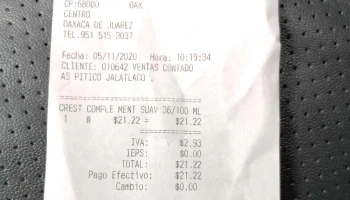 CP:68000 OAX
CENTRO
OAXACA DE JUAREZ
TEL.951 515 3037
Fecha: 05/11/2020 Hora: 10:19:34
CLIENTE: 010642 VENTAS CONTADO
AS PITICO JALATLACO .
CREST COMPLE MENT SUAV 36/100 ML
1 @ $21.22 = $21.22
IVA: $2.93
IEPS: $0.00
TOTAL: $21.22
Pago Efectivo: $21.22
Cambio: $0.00